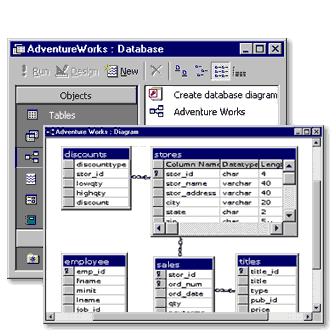 AdventureWorks : Database
Run Design New
Objects
Tables
Create database diagram
Adventure Works
Adventure Works : Diagram
discounts
discounttype
stor_id
lowqty
highqty
discount
stores
Column Name Datatype Leng
stor_id char 4
stor_name varchar 40
stor_address varchar 40
city varchar 20
state char 2
employee
emp_id
fname
minit
lname
job_id
sales
stor_id
ord_num
ord_date
qty
titles
title_id
title
type
pub_id
price